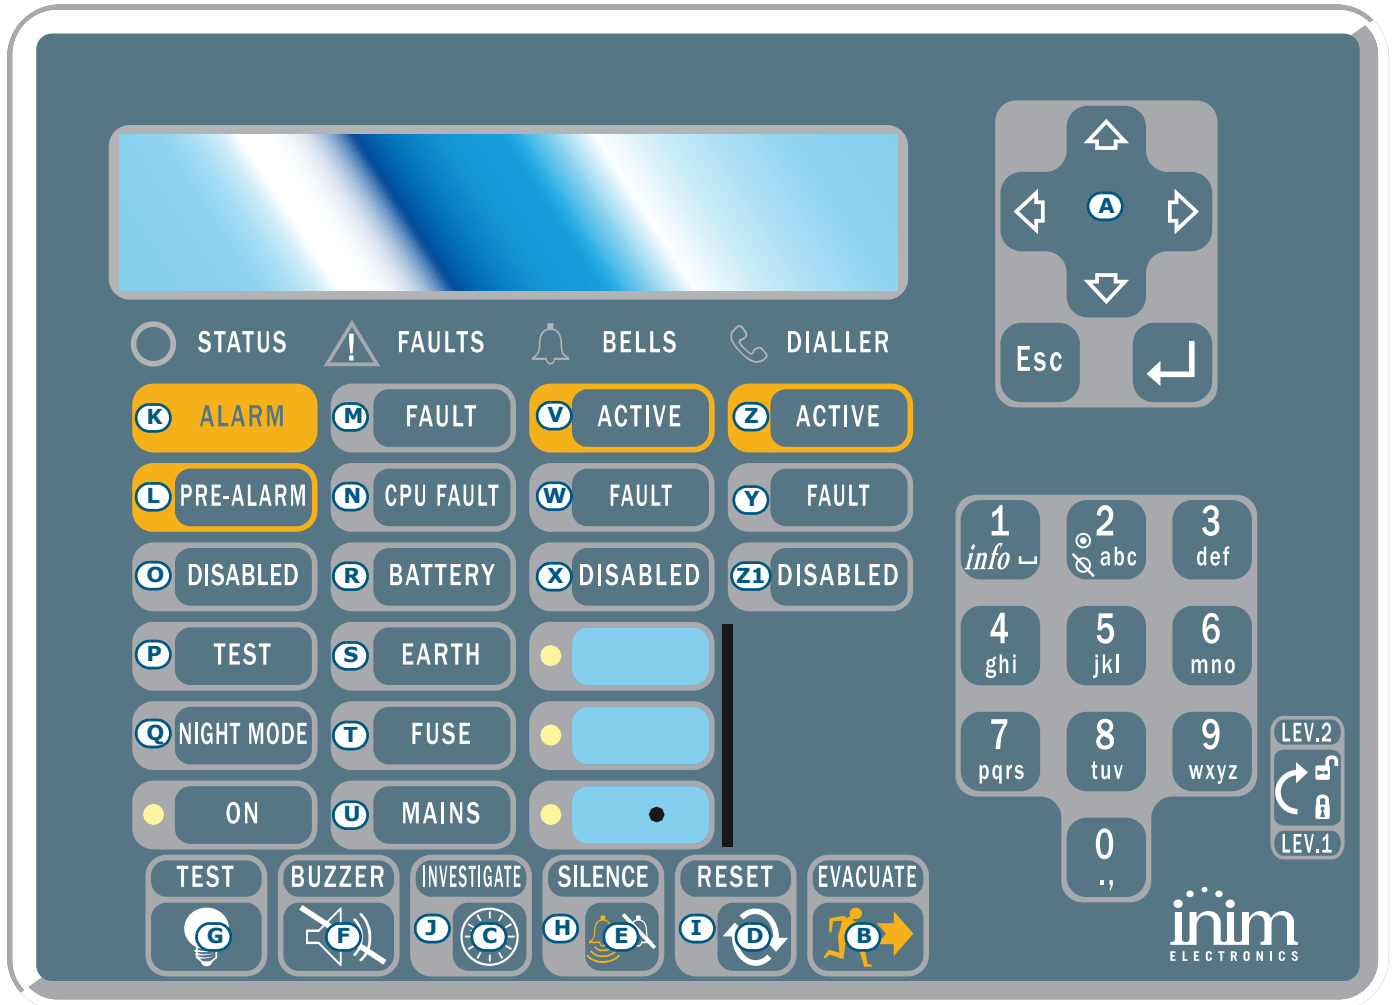 A
STATUS FAULTS BELLS DIALLER
Esc
K ALARM M FAULT V ACTIVE Z ACTIVE
L PRE-ALARM N CPU FAULT W FAULT Y FAULT
O DISABLED R BATTERY X DISABLED Z1 DISABLED
P TEST S EARTH
Q NIGHT MODE T FUSE
ON U MAINS
1 2 3
info abc def
4 5 6
ghi jkl mno
7 8 9
pqrs tuv wxyz
0
.,
LEV.2
LEV.1
TEST BUZZER INVESTIGATE SILENCE RESET EVACUATE
G F J C H E I D B
inim
ELECTRONICS